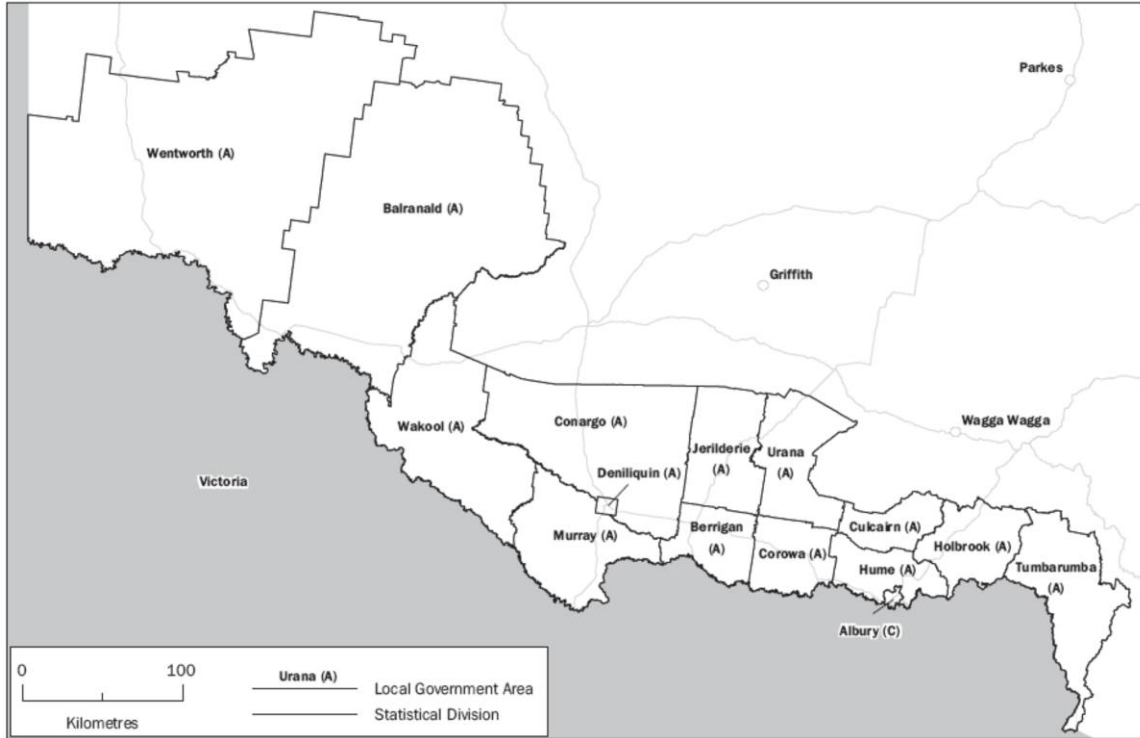 Parkes
Wentworth (A)
Balranald (A)
Griffith
Wagga Wagga
Wakool (A)
Conargo (A)
Jerilderie
(A)
Urana
(A)
Deniliquin (A)
Victoria
Murray (A)
Berrigan
(A)
Corowa (A)
Culcairn (A)
Holbrook (A)
Hume (A)
Tumbarumba
(A)
Albury (C)
0 100
Kilometres
Urana (A)
Local Government Area
Statistical Division